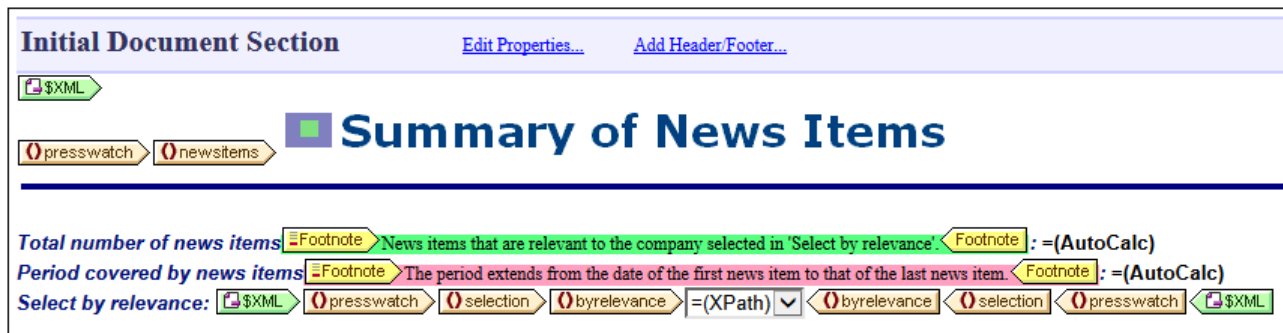 Initial Document Section Edit Properties... Add Header/Footer...
$XML
()presswatch ()newsitems Summary of News Items
Total number of news items Footnote News items that are relevant to the company selected in 'Select by relevance'. Footnote : =(AutoCalc)
Period covered by news items Footnote The period extends from the date of the first news item to that of the last news item. Footnote : =(AutoCalc)
Select by relevance: $XML ()presswatch ()selection ()byrelevance =(XPath) ()byrelevance ()selection ()presswatch $XML